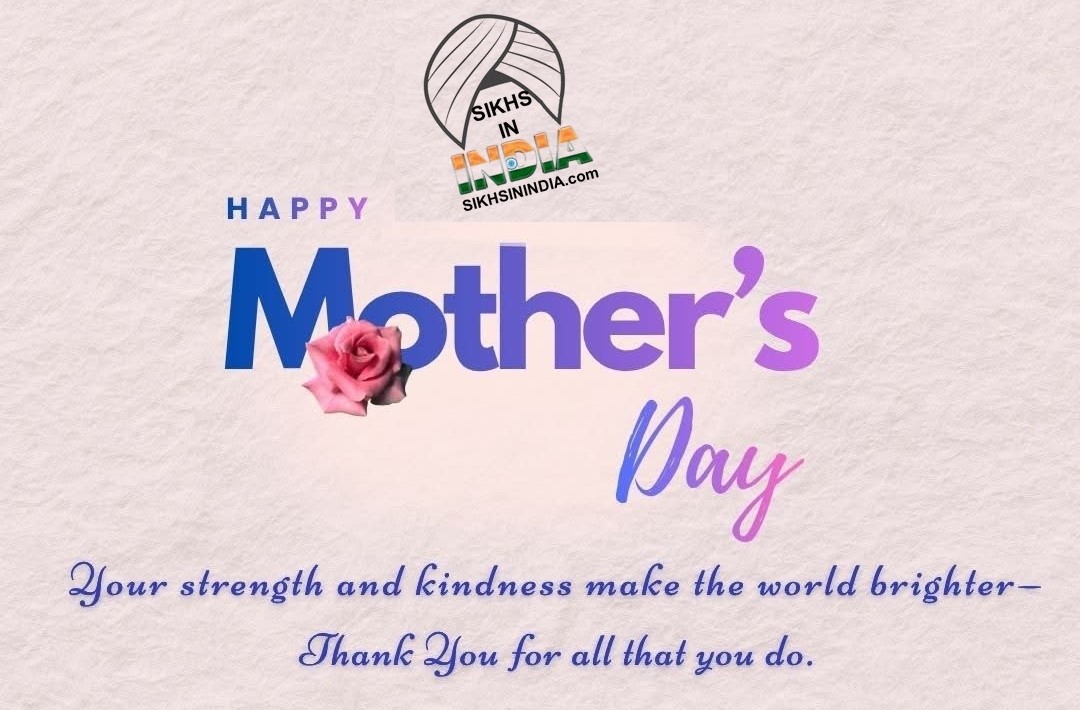 SIKHS
IN
INDIA
SIKHSININDIA.com
HAPPY
Mother's
Day
Your strength and kindness make the world brighter—
Thank You for all that you do.